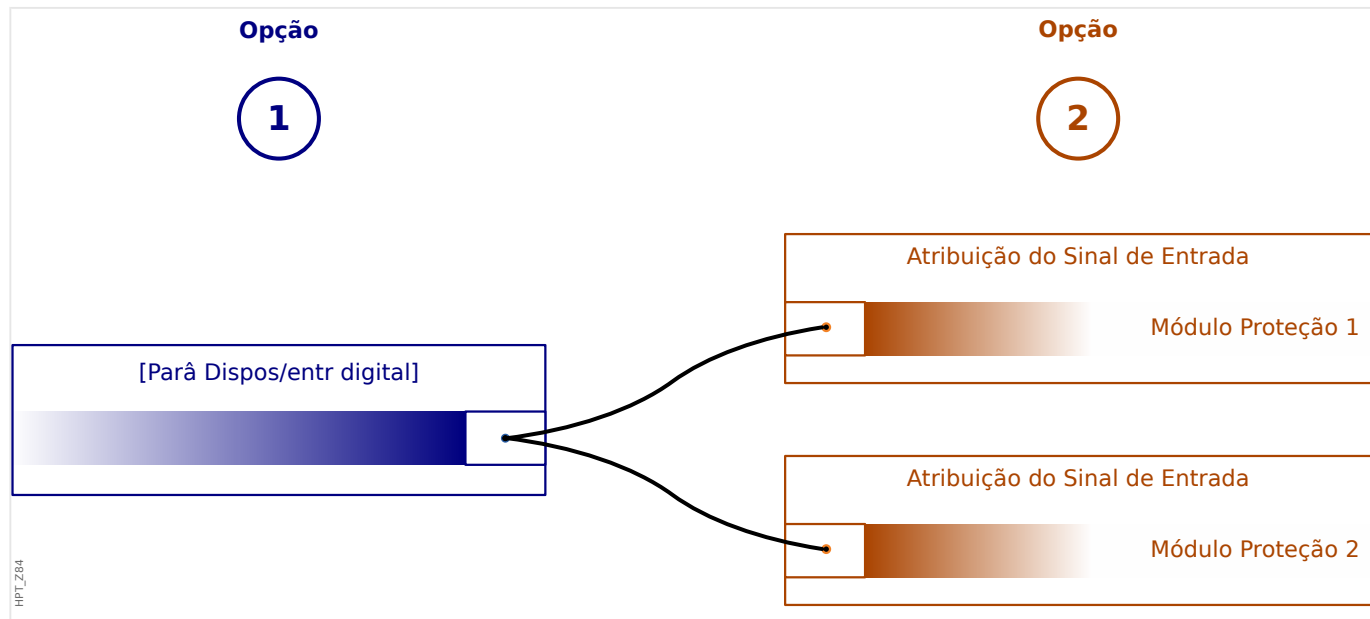 Opção
1
Opção
2
[Parâ Dispos/entr digital]
Atribuição do Sinal de Entrada
Módulo Proteção 1
Atribuição do Sinal de Entrada
Módulo Proteção 2
HPT_Z84